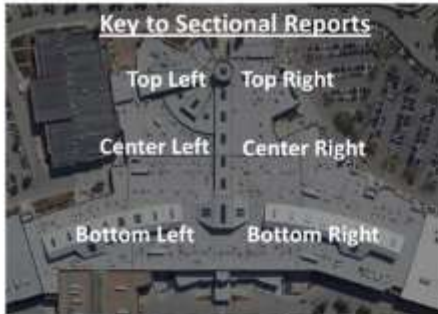 Key to Sectional Reports
Top Left Top Right
Center Left Center Right
Bottom Left Bottom Right